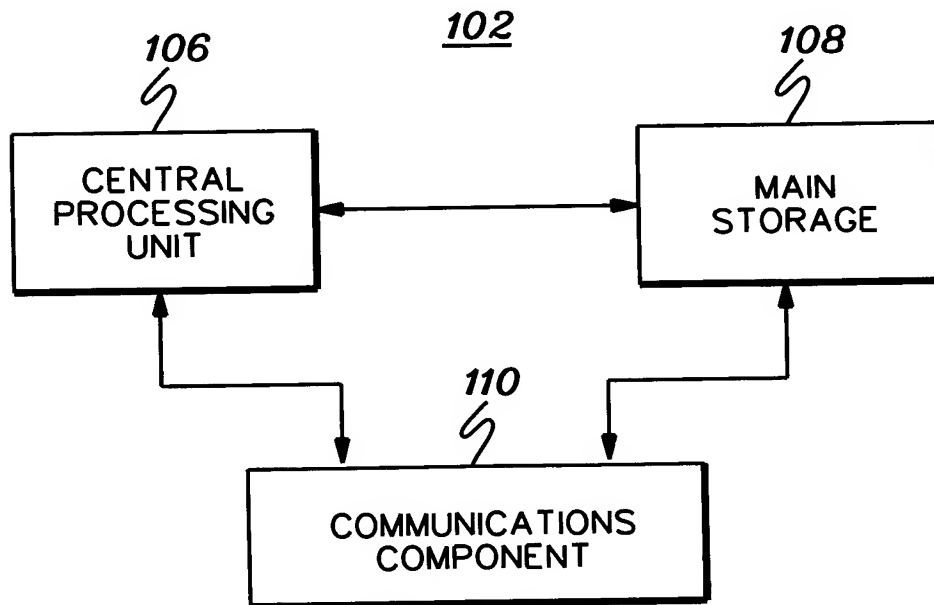 102
106
108
CENTRAL
PROCESSING
UNIT
MAIN
STORAGE
110
COMMUNICATIONS
COMPONENT